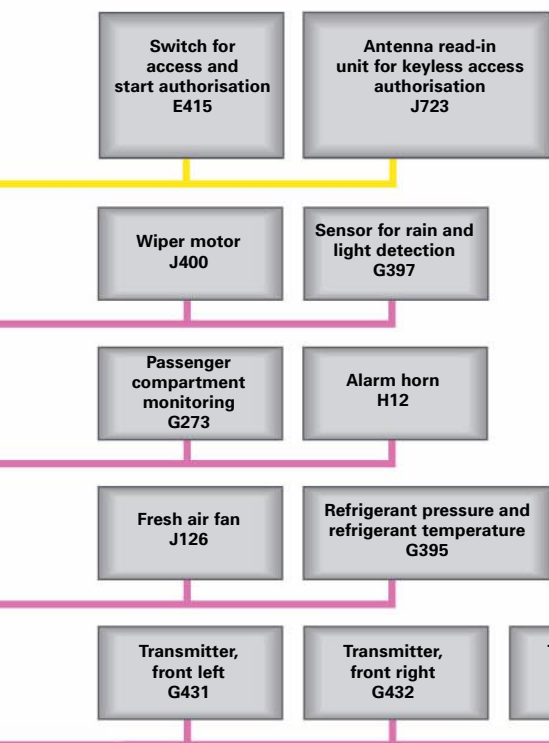 Switch for
access and
start authorisation
E415
Antenna read-in
unit for keyless access
authorisation
J723
Wiper motor
J400
Sensor for rain and
light detection
G397
Passenger
compartment
monitoring
G273
Alarm horn
H12
Fresh air fan
J126
Refrigerant pressure and
refrigerant temperature
G395
Transmitter,
front left
G431
Transmitter,
front right
G432